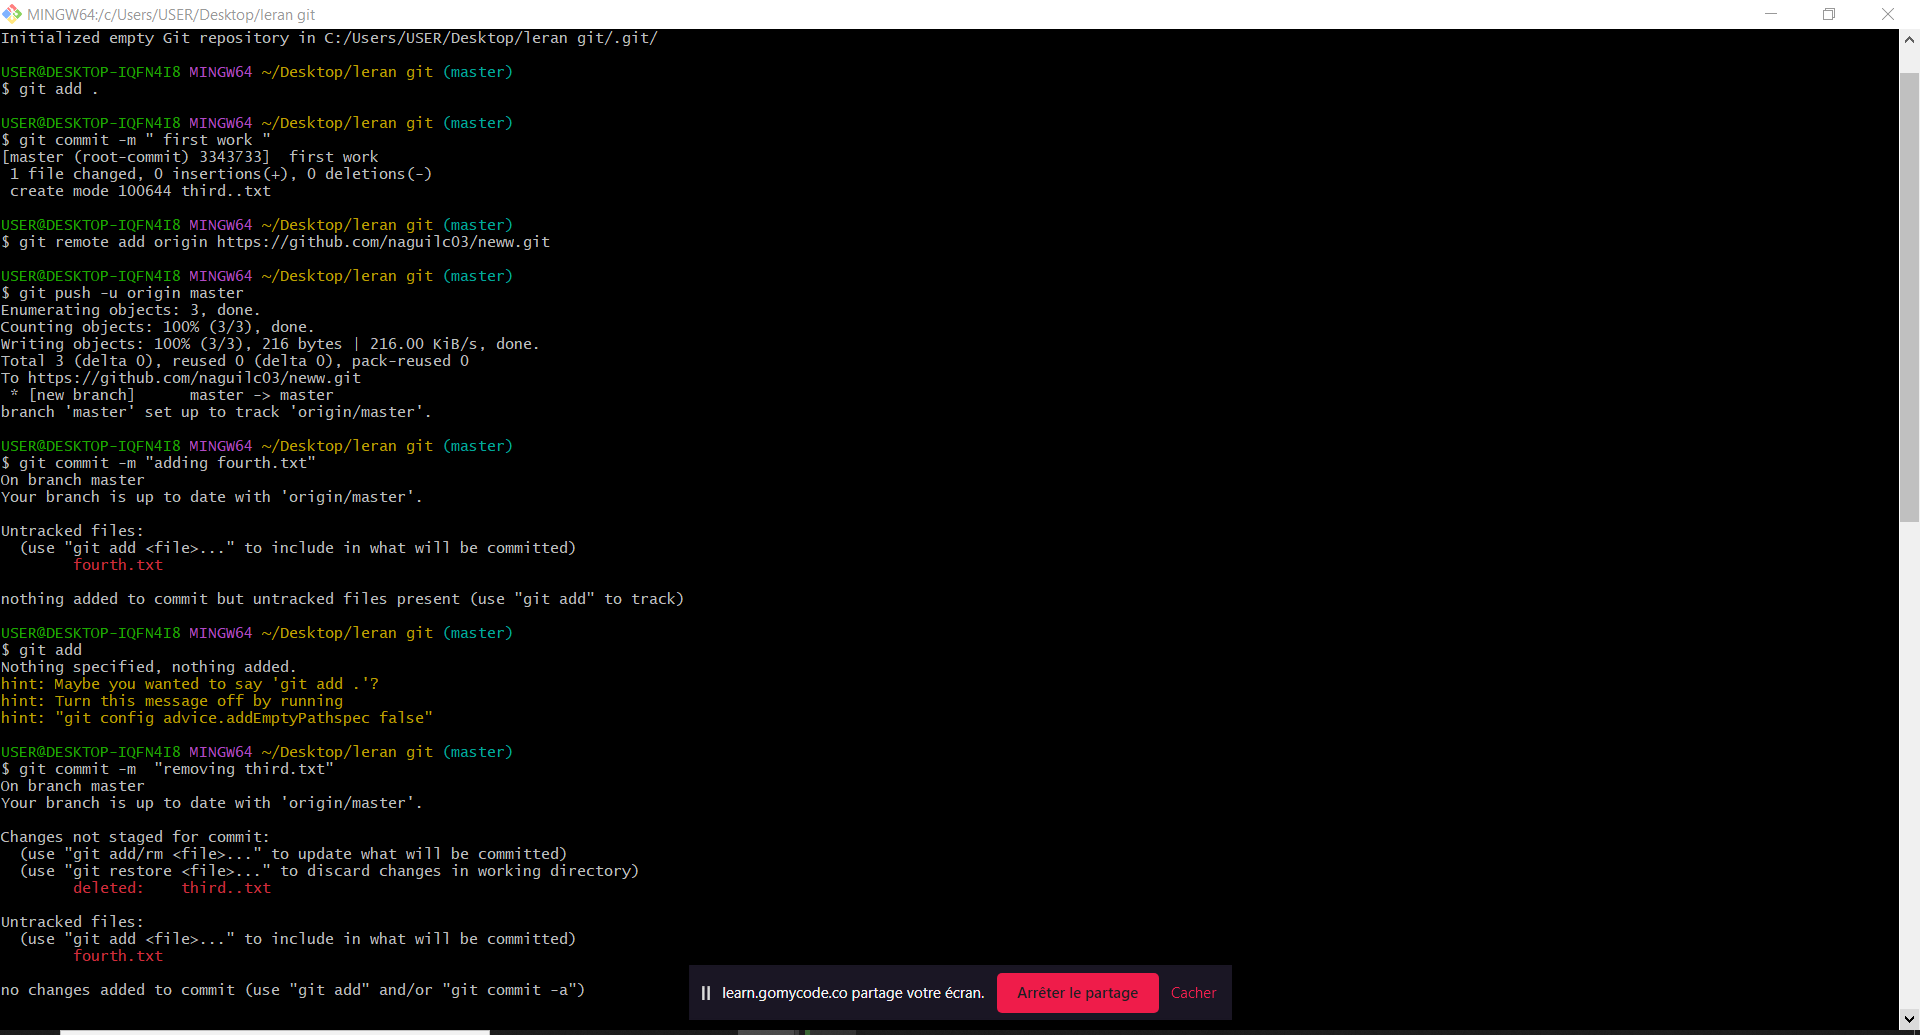 MINGW64:/c/Users/USER/Desktop/leran git
Initialized empty Git repository in C:/Users/USER/Desktop/leran git/.git/
USER@DESKTOP-IQFN4I8 MINGW64 ~/Desktop/leran git (master)
$ git add .
USER@DESKTOP-IQFN4I8 MINGW64 ~/Desktop/leran git (master)
$ git commit -m " first work "
[master (root-commit) 3343733]  first work
 1 file changed, 0 insertions(+), 0 deletions(-)
 create mode 100644 third..txt
USER@DESKTOP-IQFN4I8 MINGW64 ~/Desktop/leran git (master)
$ git remote add origin https://github.com/naguilc03/neww.git
USER@DESKTOP-IQFN4I8 MINGW64 ~/Desktop/leran git (master)
$ git push -u origin master
Enumerating objects: 3, done.
Counting objects: 100% (3/3), done.
Writing objects: 100% (3/3), 216 bytes | 216.00 KiB/s, done.
Total 3 (delta 0), reused 0 (delta 0), pack-reused 0
To https://github.com/naguilc03/neww.git
 * [new branch]      master -> master
branch 'master' set up to track 'origin/master'.
USER@DESKTOP-IQFN4I8 MINGW64 ~/Desktop/leran git (master)
$ git commit -m "adding fourth.txt"
On branch master
Your branch is up to date with 'origin/master'.
Untracked files:
  (use "git add <file>..." to include in what will be committed)
        fourth.txt
nothing added to commit but untracked files present (use "git add" to track)
USER@DESKTOP-IQFN4I8 MINGW64 ~/Desktop/leran git (master)
$ git add
Nothing specified, nothing added.
hint: Maybe you wanted to say 'git add .'?
hint: Turn this message off by running
hint: "git config advice.addEmptyPathspec false"
USER@DESKTOP-IQFN4I8 MINGW64 ~/Desktop/leran git (master)
$ git commit -m  "removing third.txt"
On branch master
Your branch is up to date with 'origin/master'.
Changes not staged for commit:
  (use "git add/rm <file>..." to update what will be committed)
  (use "git restore <file>..." to discard changes in working directory)
        deleted:    third..txt
Untracked files:
  (use "git add <file>..." to include in what will be committed)
        fourth.txt
no changes added to commit (use "git add" and/or "git commit -a")
learn.gomycode.co partage votre écran. Arrêter le partage Cacher